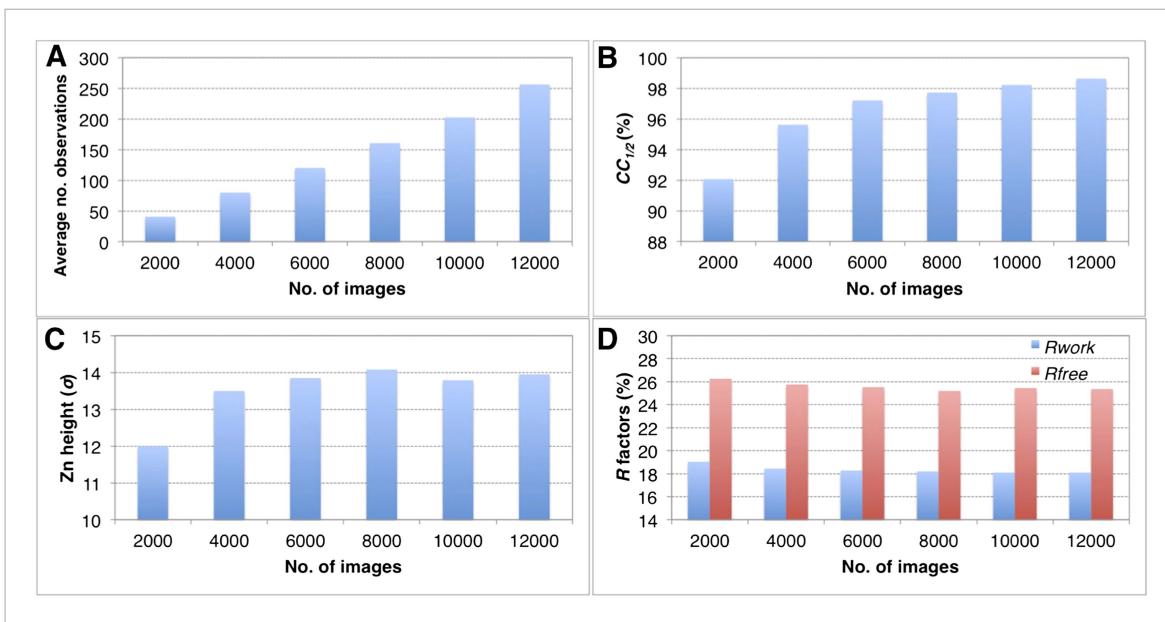 A
Average no. observations
300
250
200
150
100
50
0
2000 4000 6000 8000 10000 12000
No. of images
B
CC1/2 (%)
100
98
96
94
92
90
88
2000 4000 6000 8000 10000 12000
No. of images
C
Zn height (σ)
15
14
13
12
11
10
2000 4000 6000 8000 10000 12000
No. of images
D
R factors (%)
30
28
26
24
22
20
18
16
14
Rwork
Rfree
2000 4000 6000 8000 10000 12000
No. of images